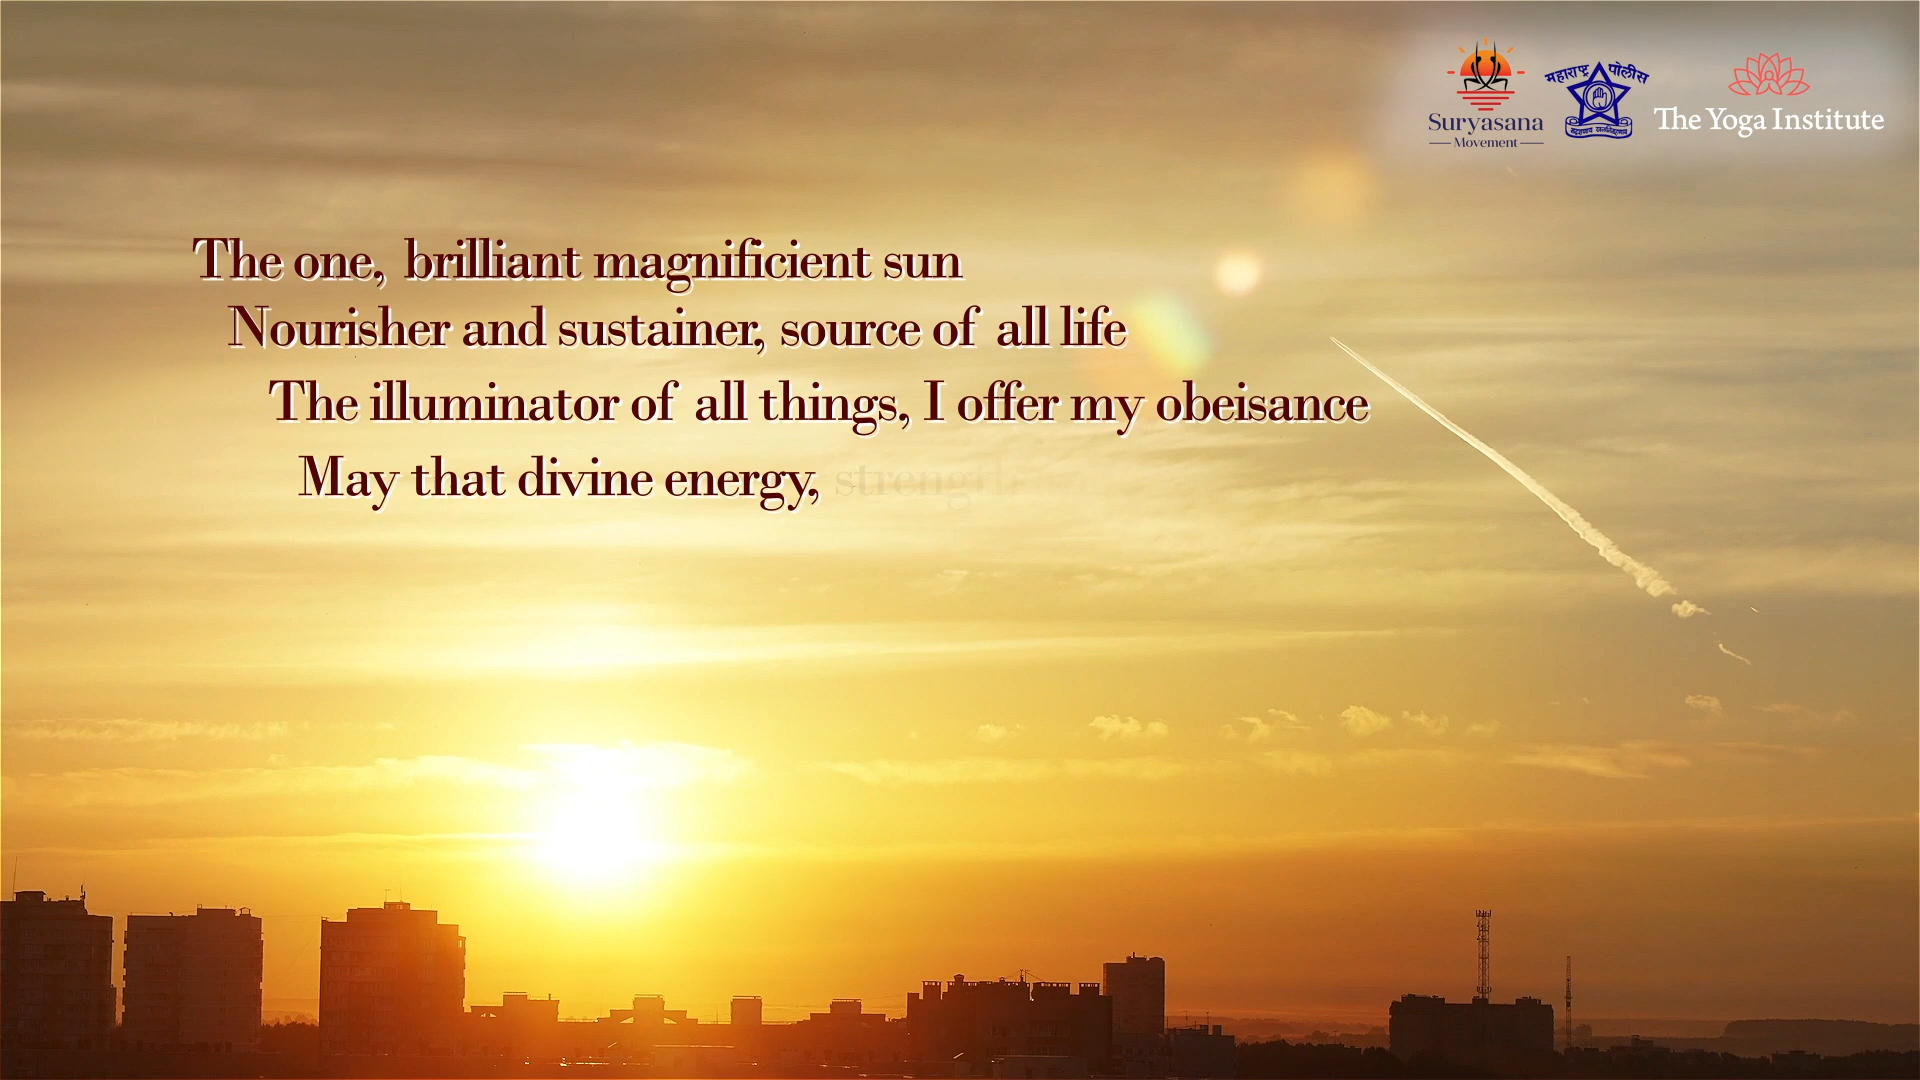 Suryasana
Movement
महाराष्ट्र पोलीस
The Yoga Institute
The one, brilliant magnificient sun
Nourisher and sustainer, source of all life
The illuminator of all things, I offer my obeisance
May that divine energy, strength